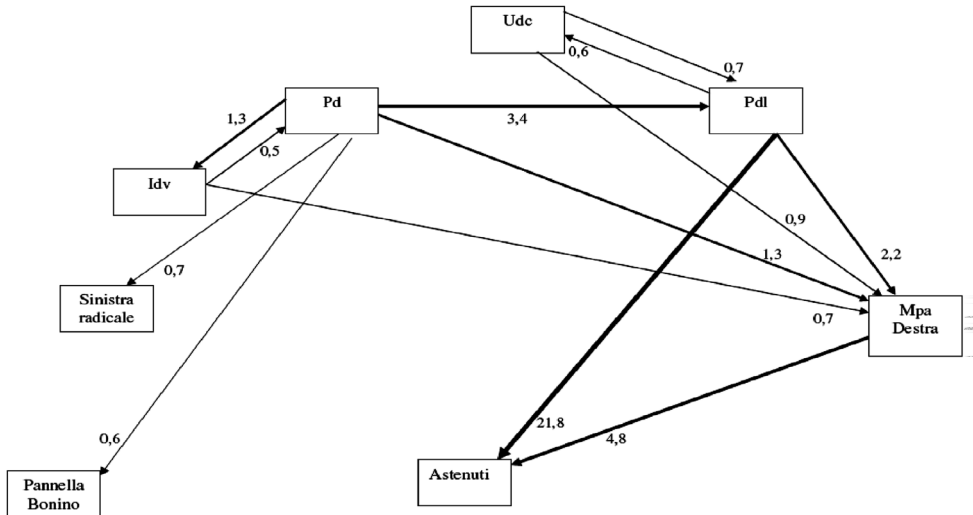 Udc
0,6
0,7
Pd
Pdl
1,3
3,4
0,5
Idv
0,9
1,3
2,2
0,7
Sinistra
radicale
0,7
Mpa
Destra
21,8
4,8
0,6
Astenuti
Pannella
Bonino